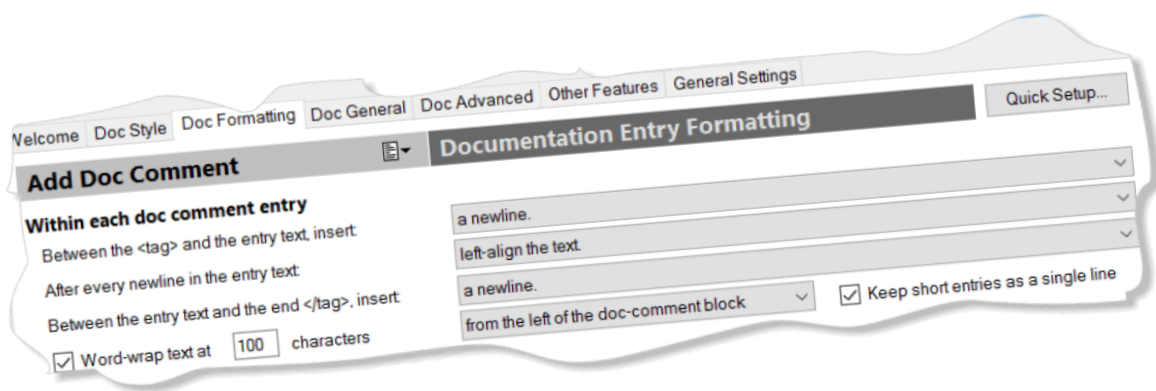 Welcome Doc Style Doc Formatting Doc General Doc Advanced Other Features General Settings
Add Doc Comment Documentation Entry Formatting Quick Setup...
Within each doc comment entry
Between the <tag> and the entry text, insert: a newline.
After every newline in the entry text: left-align the text.
Between the entry text and the end </tag>, insert: a newline.
Word-wrap text at 100 characters from the left of the doc-comment block Keep short entries as a single line